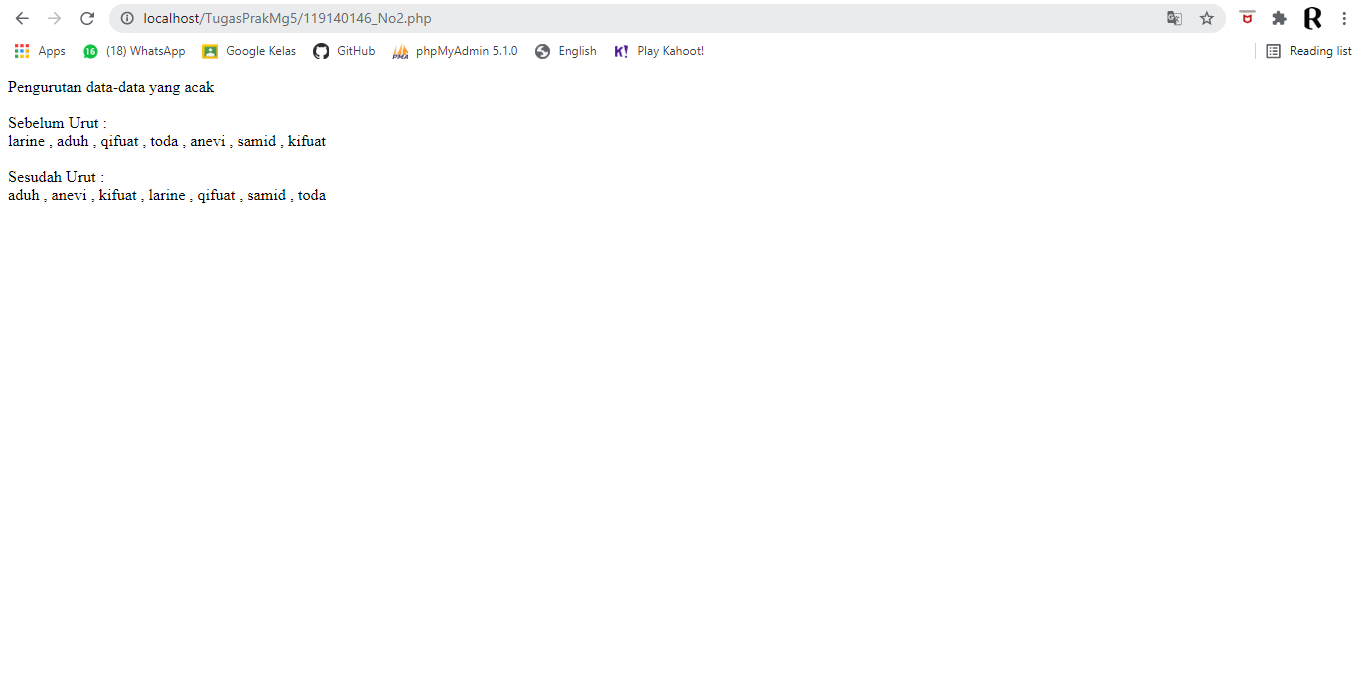 localhost/TugasPrakMg5/119140146_No2.php
Apps 16 (18) WhatsApp Google Kelas GitHub PMA phpMyAdmin 5.1.0 English K! Play Kahoot! Reading list
Pengurutan data-data yang acak
Sebelum Urut :
larine , aduh , qifuat , toda , anevi , samid , kifuat
Sesudah Urut :
aduh , anevi , kifuat , larine , qifuat , samid , toda